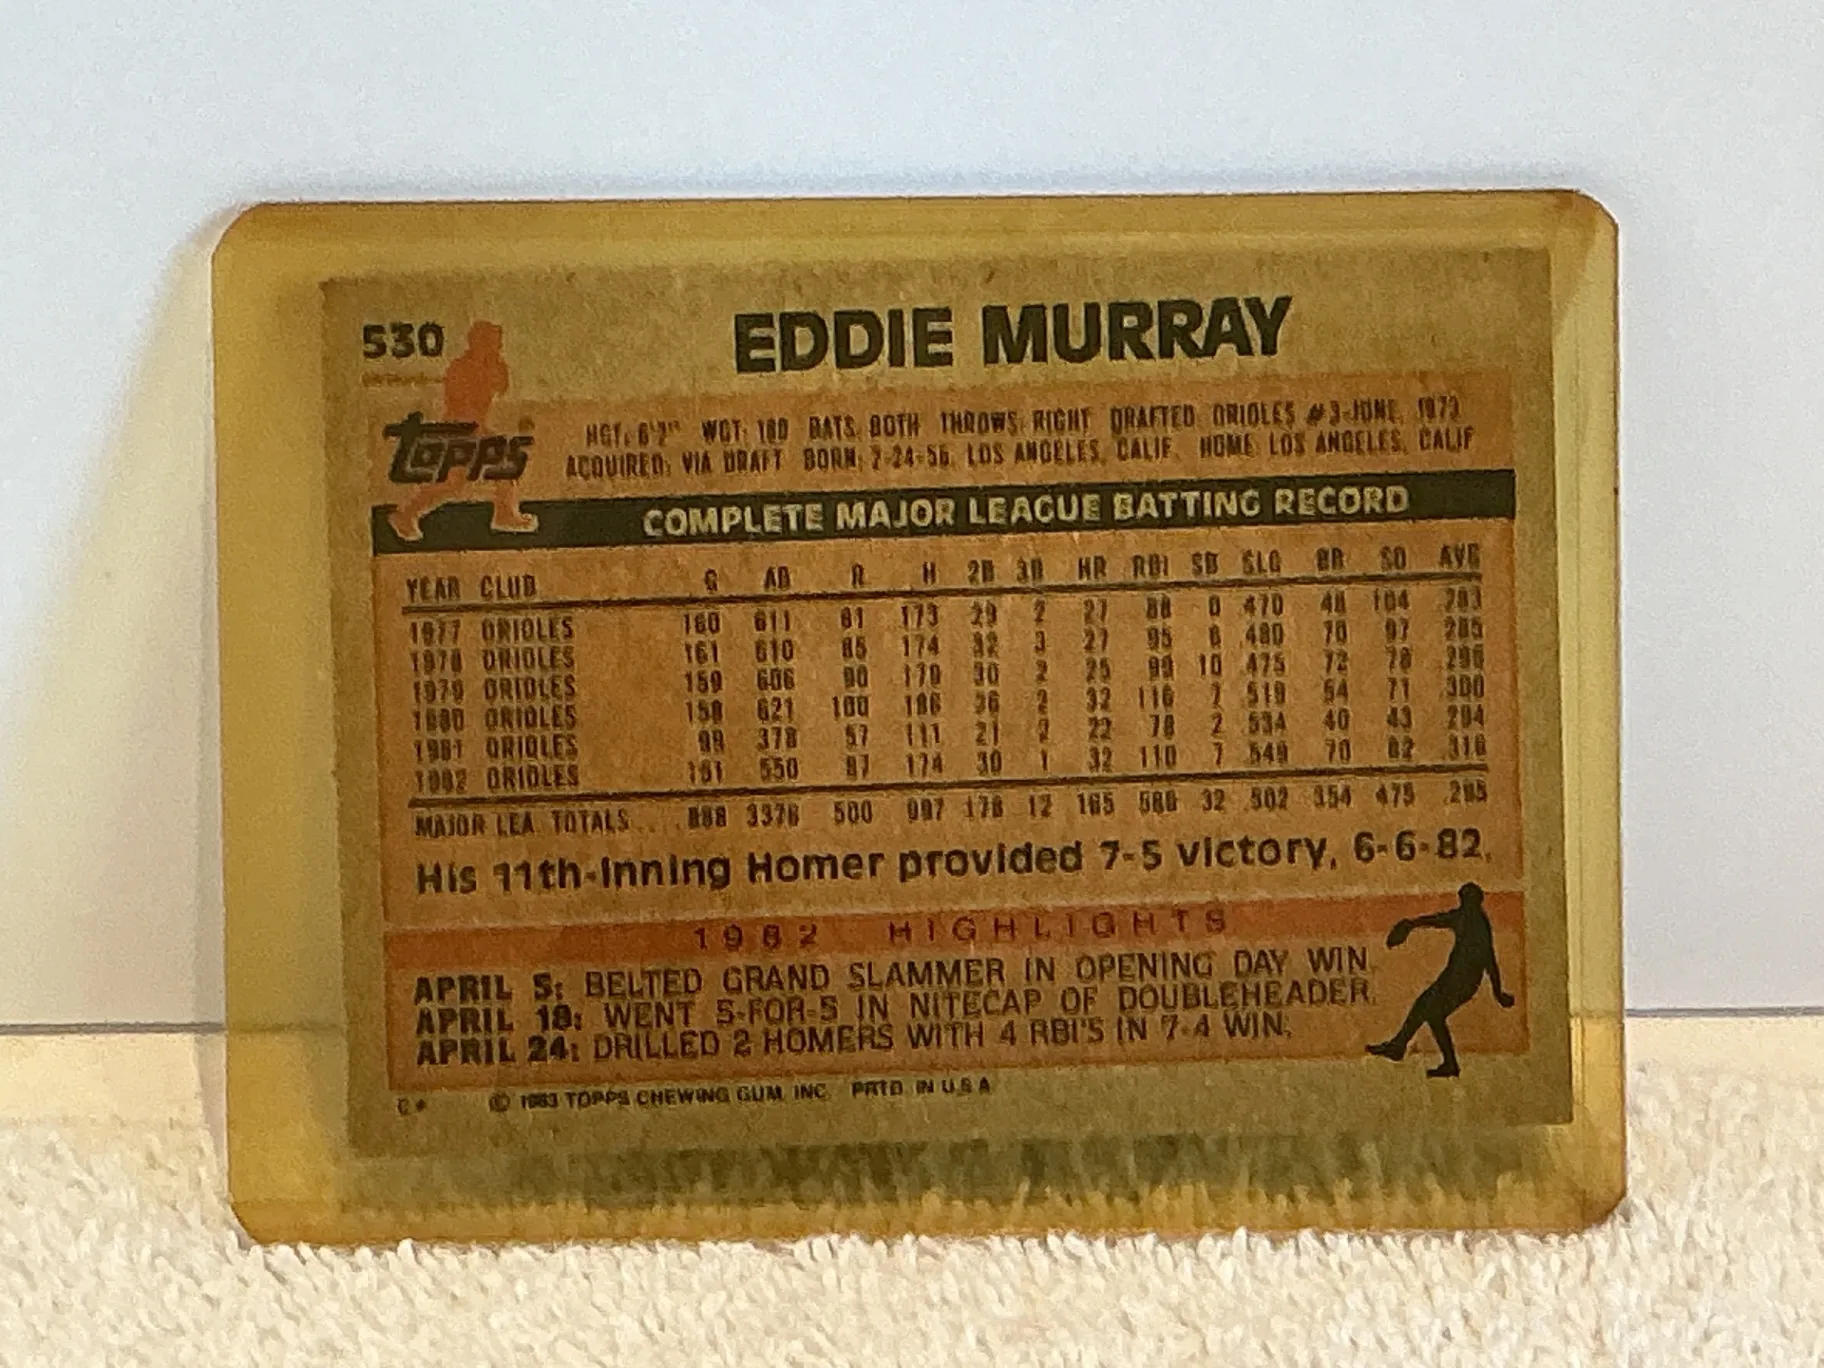 530
EDDIE MURRAY
Topps
HGT: 6'2" WGT: 180 BATS: BOTH THROWS: RIGHT DRAFTED: ORIOLES #3-JUNE, 1973
ACQUIRED: VIA DRAFT BORN: 2-24-56, LOS ANGELES, CALIF. HOME: LOS ANGELES, CALIF
COMPLETE MAJOR LEAGUE BATTING RECORD
YEAR CLUB G AB R H 2B 3B HR RBI SB SLG BB SO AVG
1977 ORIOLES 160 611 81 173 29 2 27 88 0 .470 48 104 .283
1978 ORIOLES 161 610 85 174 32 3 27 95 6 .480 70 97 .285
1979 ORIOLES 159 606 90 179 30 2 25 99 10 .475 72 78 .295
1980 ORIOLES 158 621 100 186 36 2 32 116 7 .519 54 71 .300
1981 ORIOLES 99 378 57 111 21 2 22 78 2 .534 40 43 .294
1982 ORIOLES 151 550 87 174 30 1 32 110 7 .549 70 82 .316
MAJOR LEA. TOTALS.... 888 3376 500 997 178 12 165 586 32 .502 354 475 .295
His 11th-Inning Homer provided 7-5 victory, 6-6-82.
1982 HIGHLIGHTS
APRIL 5: BELTED GRAND SLAMMER IN OPENING DAY WIN.
APRIL 18: WENT 5-FOR-5 IN NITECAP OF DOUBLEHEADER.
APRIL 24: DRILLED 2 HOMERS WITH 4 RBI'S IN 7-4 WIN.
C* © 1983 TOPPS CHEWING GUM, INC. PRTD. IN U.S.A.